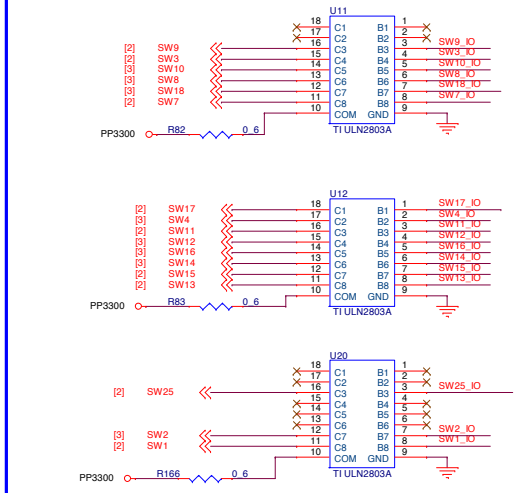 U11
18 C1 B1 1
17 C2 B2 2
[2] SW9 16 C3 B3 3 SW9_IO
[2] SW3 15 C4 B4 4 SW3_IO
[3] SW10 14 C5 B5 5 SW10_IO
[3] SW8 13 C6 B6 6 SW8_IO
[3] SW18 12 C7 B7 7 SW18_IO
[2] SW7 11 C8 B8 8 SW7_IO
10 COM GND 9
PP3300 R82 0_6 TI ULN2803A
U12
[2] SW17 18 C1 B1 1 SW17_IO
[3] SW4 17 C2 B2 2 SW4_IO
[2] SW11 16 C3 B3 3 SW11_IO
[3] SW12 15 C4 B4 4 SW12_IO
[3] SW16 14 C5 B5 5 SW16_IO
[3] SW14 13 C6 B6 6 SW14_IO
[2] SW15 12 C7 B7 7 SW15_IO
[2] SW13 11 C8 B8 8 SW13_IO
10 COM GND 9
PP3300 R83 0_6 TI ULN2803A
U20
18 C1 B1 1
17 C2 B2 2
[2] SW25 16 C3 B3 3 SW25_IO
15 C4 B4 4
14 C5 B5 5
13 C6 B6 6
[3] SW2 12 C7 B7 7 SW2_IO
[2] SW1 11 C8 B8 8 SW1_IO
10 COM GND 9
PP3300 R166 0_6 TI ULN2803A